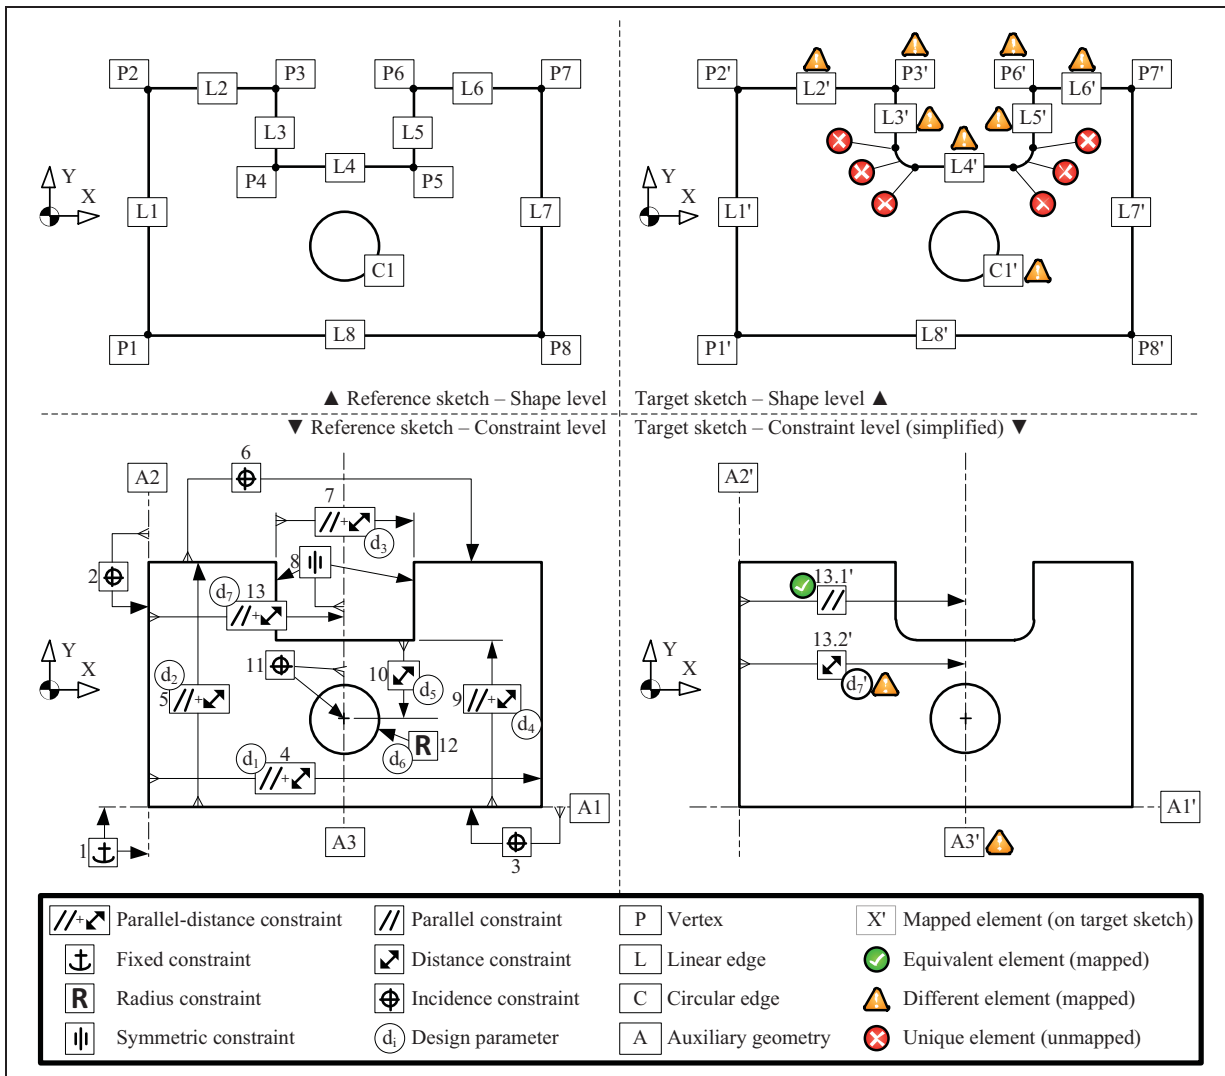 P2 L2 P3 P6 L6 P7
L3 L5
P4 L4 P5
Y
X
L1 L7
C1
P1 L8 P8
▲ Reference sketch – Shape level
P2' L2' P3' P6' L6' P7'
L3' L5'
L4'
Y
X
L1' L7'
C1'
P1' L8' P8'
Target sketch – Shape level ▲
▼ Reference sketch – Constraint level
6
A2
7
//+
d3
8
2
d7 13
//+
Y
X
11
10
d5
d2
5 //+
9 //+
d4
R 12
d6
d1 4
//+
A1
1
A3
3
Target sketch – Constraint level (simplified) ▼
A2'
13.1'
//
13.2'
Y
X
d7'
A1'
A3'
//+ Parallel-distance constraint
Fixed constraint
R Radius constraint
Symmetric constraint
// Parallel constraint
Distance constraint
Incidence constraint
di Design parameter
P Vertex
L Linear edge
C Circular edge
A Auxiliary geometry
X' Mapped element (on target sketch)
Equivalent element (mapped)
Different element (mapped)
Unique element (unmapped)